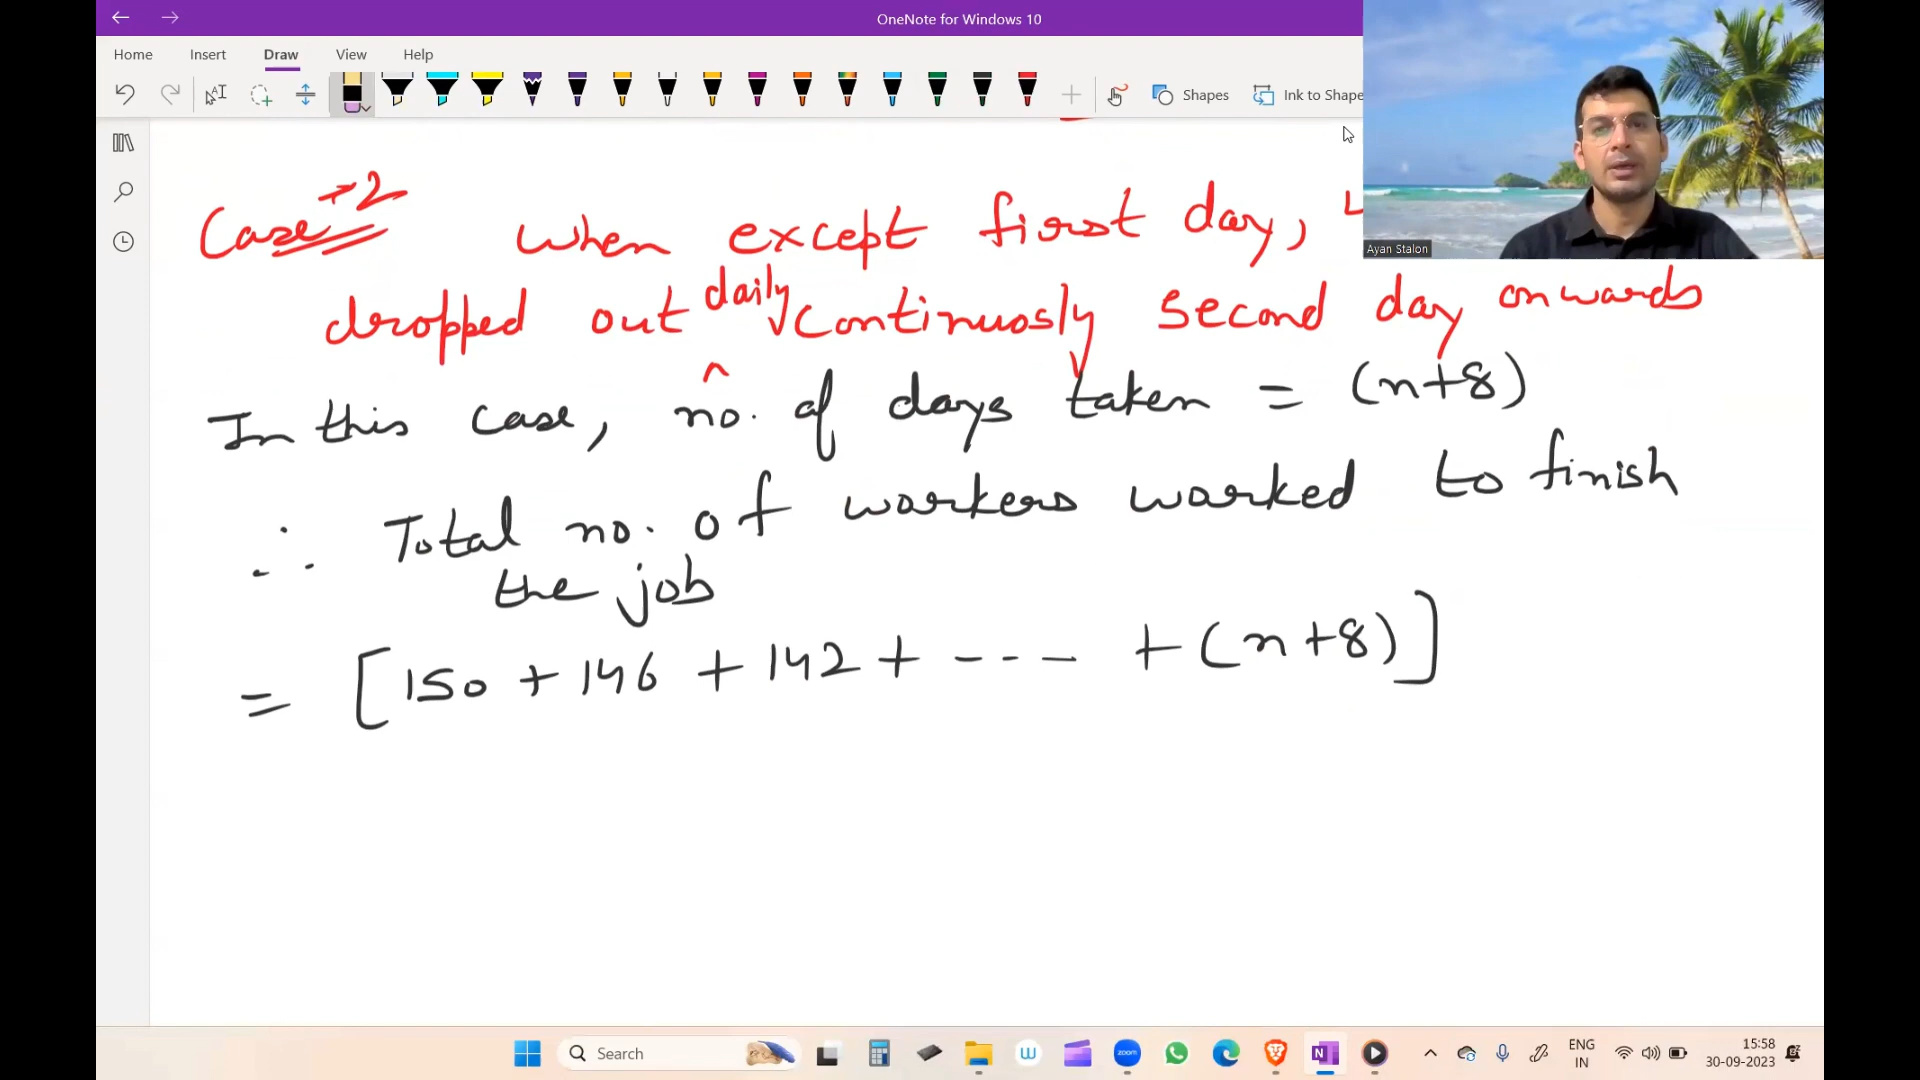 OneNote for Windows 10
Home Insert Draw View Help
Shapes Ink to Shape
Ayan Stalon
Case-2 when except first day, 4
dropped out daily continuosly second day onwards
In this case, no. of days taken = (n+8)
∴ Total no. of workers worked to finish
the job
= [150 + 146 + 142 + --- + (n+8)]
Search
zoom
ENG
IN
15:58
30-09-2023